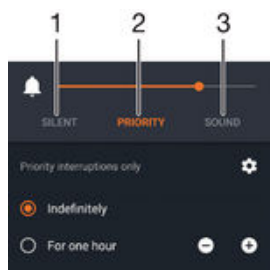 1 2 3
SILENT PRIORITY SOUND
Priority interruptions only
Indefinitely
For one hour